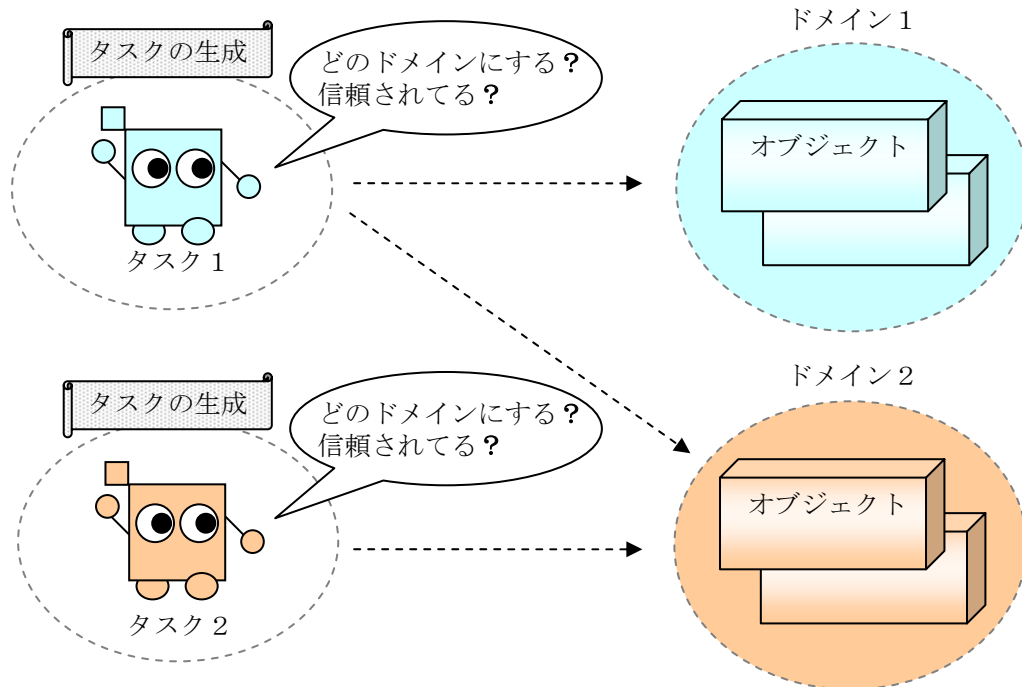 タスクの生成
どのドメインにする？
信頼されてる？
タスク１
ドメイン１
オブジェクト
タスクの生成
どのドメインにする？
信頼されてる？
タスク２
ドメイン２
オブジェクト